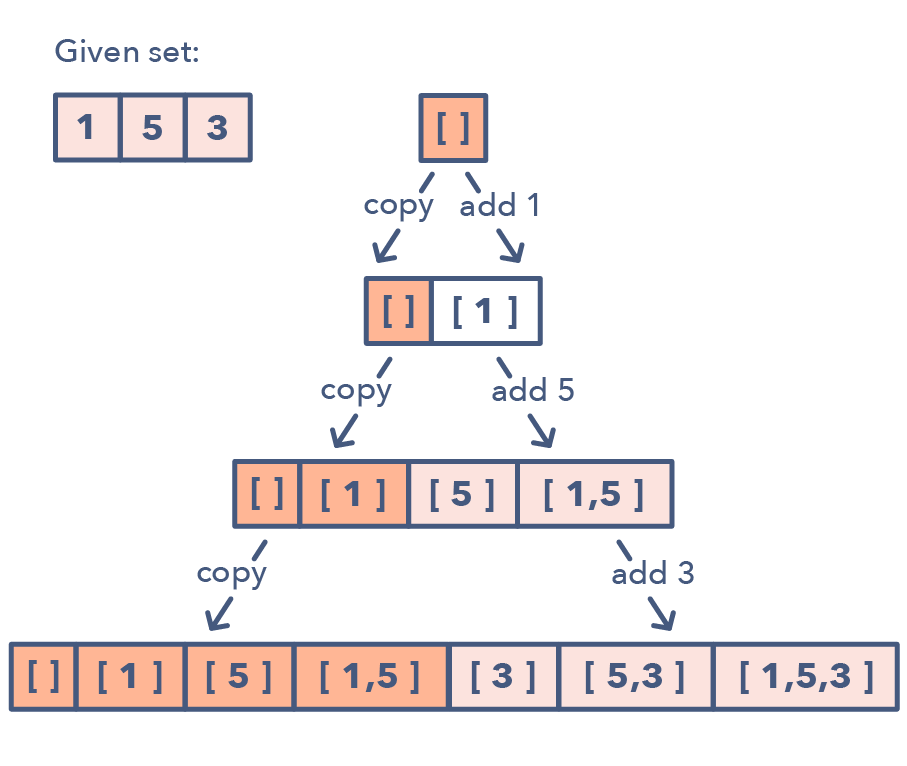 Given set:
1 5 3
[ ]
copy add 1
[ ] [ 1 ]
copy add 5
[ ] [ 1 ] [ 5 ] [ 1,5 ]
copy add 3
[ ] [ 1 ] [ 5 ] [ 1,5 ] [ 3 ] [ 5,3 ] [ 1,5,3 ]